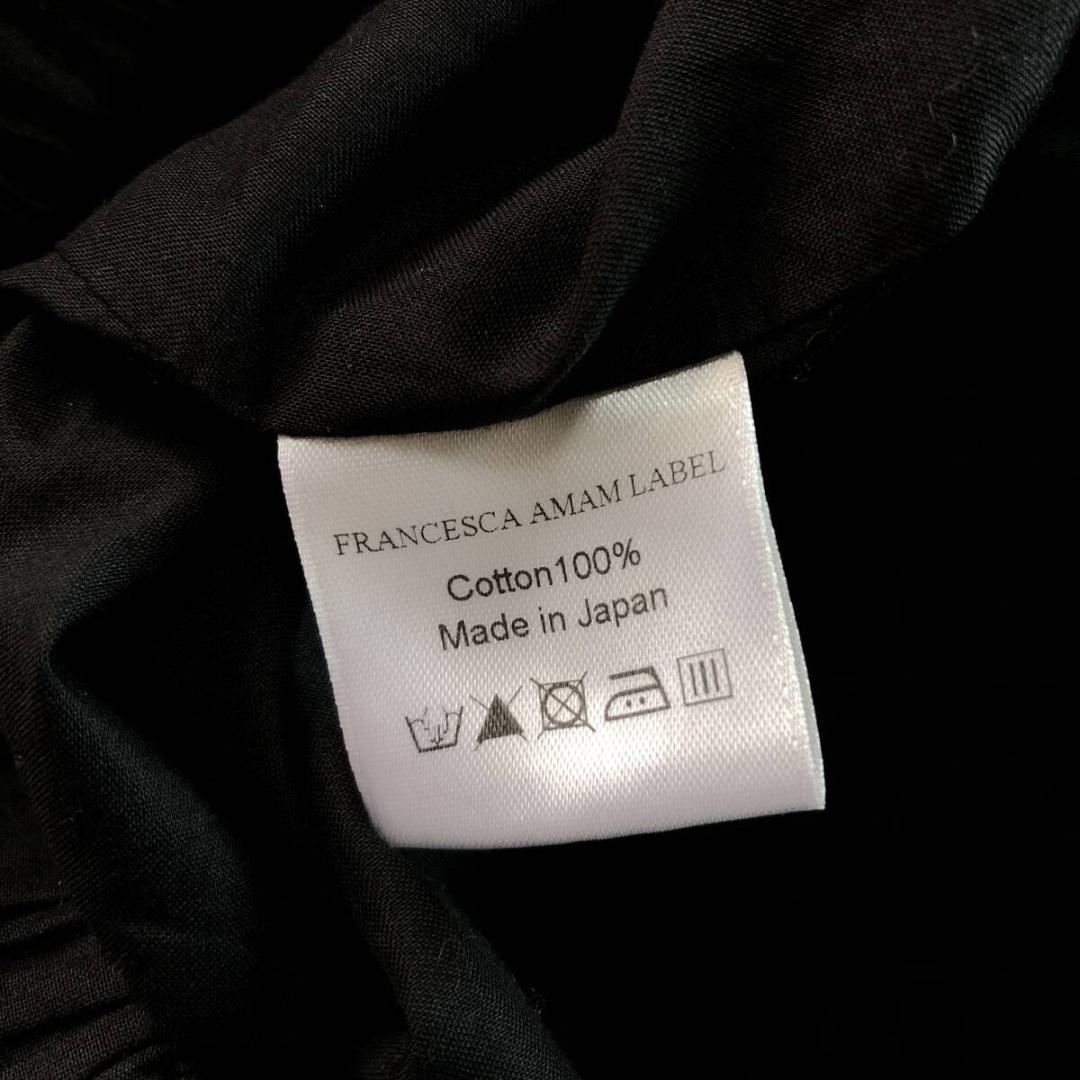 FRANCESCA AMAM LABEL
Cotton100%
Made in Japan